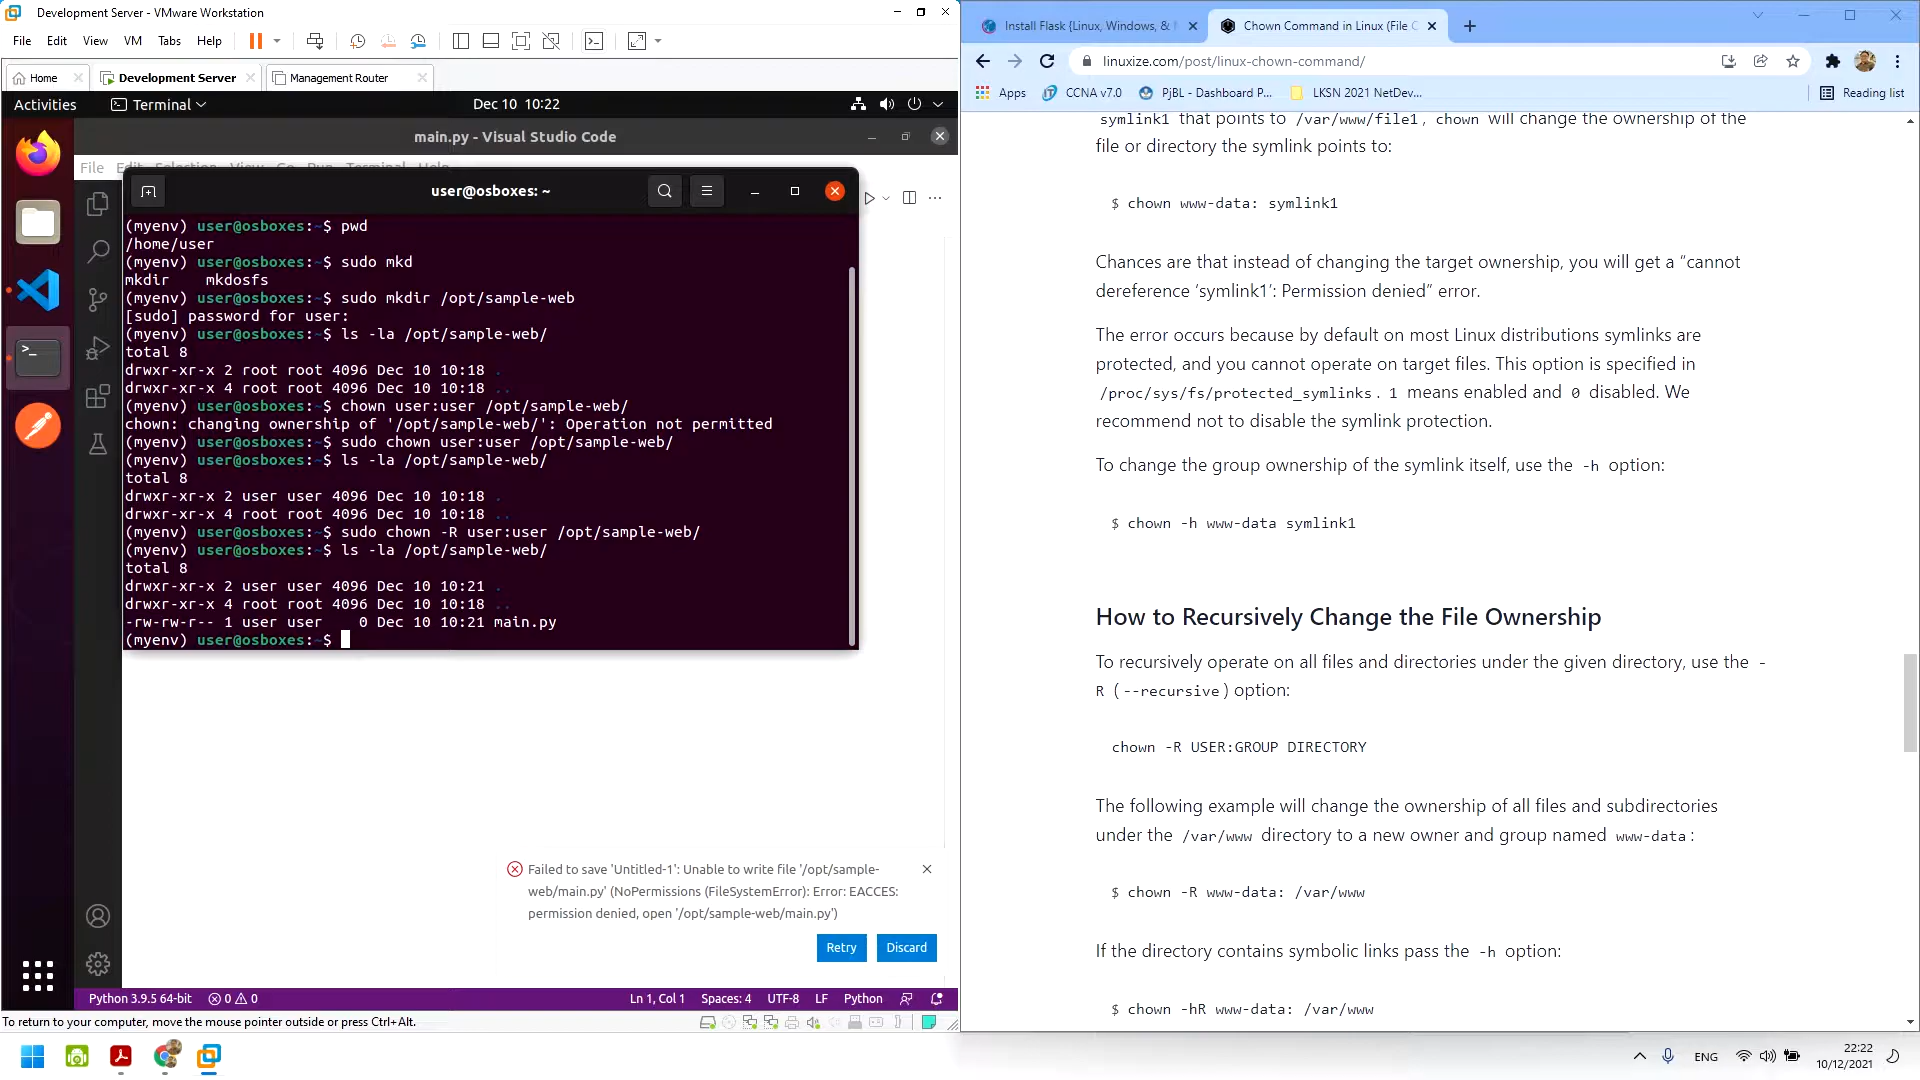 Development Server - VMware Workstation
File Edit View VM Tabs Help
Home
Development Server
Management Router
Activities
Terminal
Dec 10 10:22
main.py - Visual Studio Code
File Edit Selection View Go Run Terminal Help
user@osboxes: ~
(myenv) user@osboxes:~$ pwd
/home/user
(myenv) user@osboxes:~$ sudo mkd
mkdir    mkdosfs
(myenv) user@osboxes:~$ sudo mkdir /opt/sample-web
[sudo] password for user:
(myenv) user@osboxes:~$ ls -la /opt/sample-web/
total 8
drwxr-xr-x 2 root root 4096 Dec 10 10:18 .
drwxr-xr-x 4 root root 4096 Dec 10 10:18 ..
(myenv) user@osboxes:~$ chown user:user /opt/sample-web/
chown: changing ownership of '/opt/sample-web/': Operation not permitted
(myenv) user@osboxes:~$ sudo chown user:user /opt/sample-web/
(myenv) user@osboxes:~$ ls -la /opt/sample-web/
total 8
drwxr-xr-x 2 user user 4096 Dec 10 10:18 .
drwxr-xr-x 4 root root 4096 Dec 10 10:18 ..
(myenv) user@osboxes:~$ sudo chown -R user:user /opt/sample-web/
(myenv) user@osboxes:~$ ls -la /opt/sample-web/
total 8
drwxr-xr-x 2 user user 4096 Dec 10 10:21 .
drwxr-xr-x 4 root root 4096 Dec 10 10:18 ..
-rw-rw-r-- 1 user user    0 Dec 10 10:21 main.py
(myenv) user@osboxes:~$
Failed to save 'Untitled-1': Unable to write file '/opt/sample-
web/main.py' (NoPermissions (FileSystemError): Error: EACCES:
permission denied, open '/opt/sample-web/main.py')
Retry
Discard
Python 3.9.5 64-bit
0
0
Ln 1, Col 1
Spaces: 4
UTF-8
LF
Python
To return to your computer, move the mouse pointer outside or press Ctrl+Alt.
Install Flask {Linux, Windows, &
Chown Command in Linux (File
linuxize.com/post/linux-chown-command/
Apps
CCNA v7.0
PjBL - Dashboard P...
LKSN 2021 NetDev...
Reading list
symlink1 that points to /var/www/file1, chown will change the ownership of the
file or directory the symlink points to:
$ chown www-data: symlink1
Chances are that instead of changing the target ownership, you will get a “cannot
dereference ‘symlink1’: Permission denied” error.
The error occurs because by default on most Linux distributions symlinks are
protected, and you cannot operate on target files. This option is specified in
/proc/sys/fs/protected_symlinks. 1 means enabled and 0 disabled. We
recommend not to disable the symlink protection.
To change the group ownership of the symlink itself, use the -h option:
$ chown -h www-data symlink1
How to Recursively Change the File Ownership
To recursively operate on all files and directories under the given directory, use the -
R (--recursive) option:
chown -R USER:GROUP DIRECTORY
The following example will change the ownership of all files and subdirectories
under the /var/www directory to a new owner and group named www-data:
$ chown -R www-data: /var/www
If the directory contains symbolic links pass the -h option:
$ chown -hR www-data: /var/www
ENG
22:22
10/12/2021